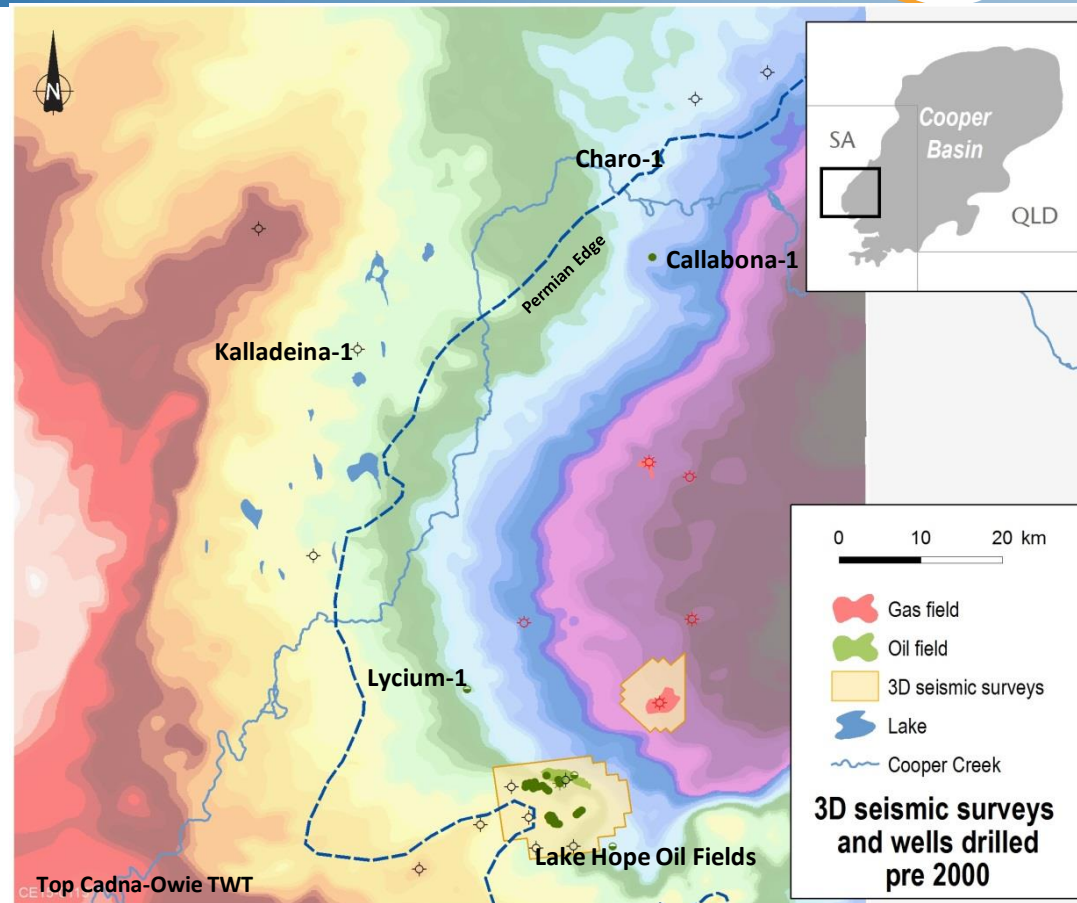 N
Charo-1
Permian Edge
Callabona-1
Kalladeina-1
Lycium-1
Lake Hope Oil Fields
Top Cadna-Owie TWT
SA
Cooper
Basin
QLD
0 10 20 km
Gas field
Oil field
3D seismic surveys
Lake
Cooper Creek
3D seismic surveys
and wells drilled
pre 2000